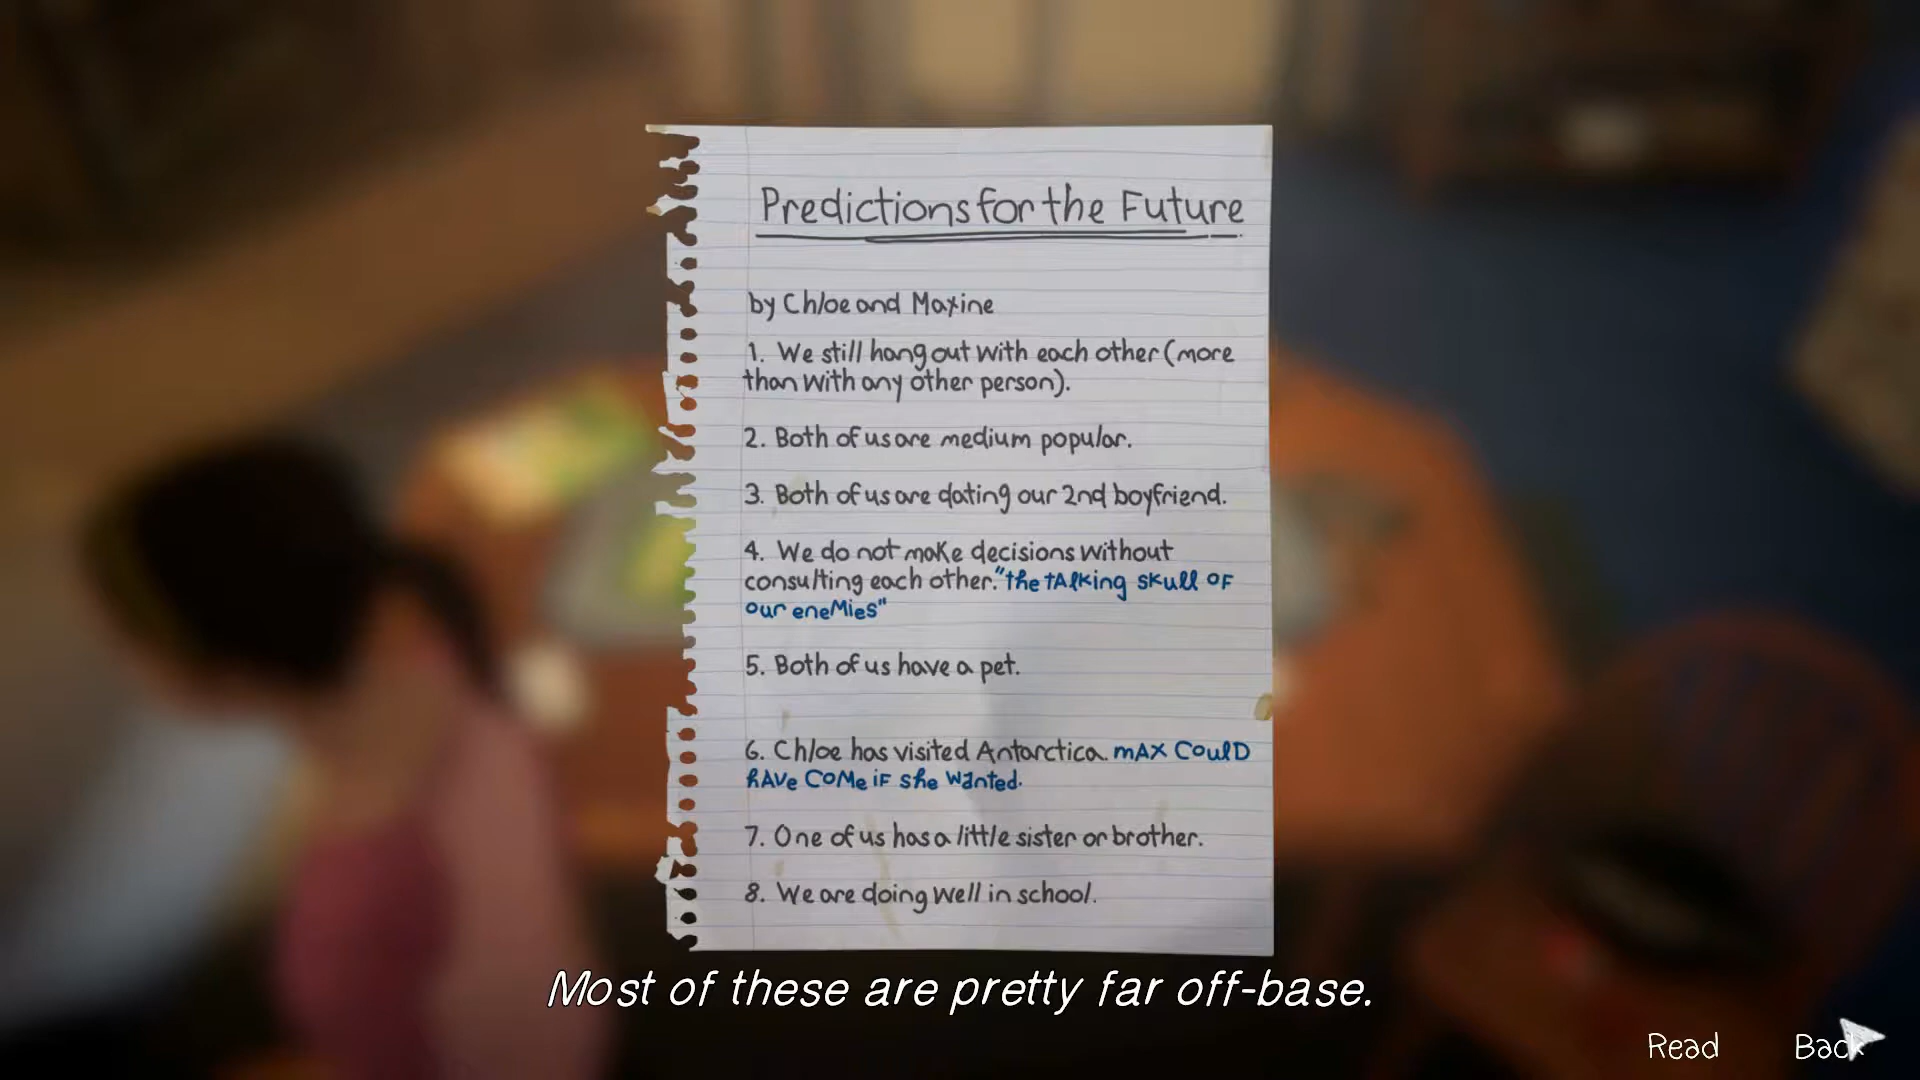 Predictions for the Future
by Chloe and Maxine
1. We still hang out with each other (more
than with any other person).
2. Both of us are medium popular.
3. Both of us are dating our 2nd boyfriend.
4. We do not make decisions without
consulting each other. "the tAlking skull OF
our eneMies"
5. Both of us have a pet.
6. Chloe has visited Antarctica. mAX COulD
hAve COMe iF she wanted.
7. One of us has a little sister or brother.
8. We are doing well in school.
Most of these are pretty far off-base.
Read Back